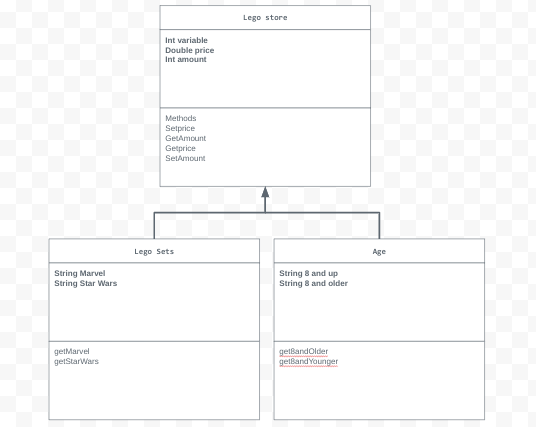 Lego store
Int variable
Double price
Int amount
Methods
Setprice
GetAmount
Getprice
SetAmount
Lego Sets
String Marvel
String Star Wars
getMarvel
getStarWars
Age
String 8 and up
String 8 and older
get8andOlder
get8andYounger